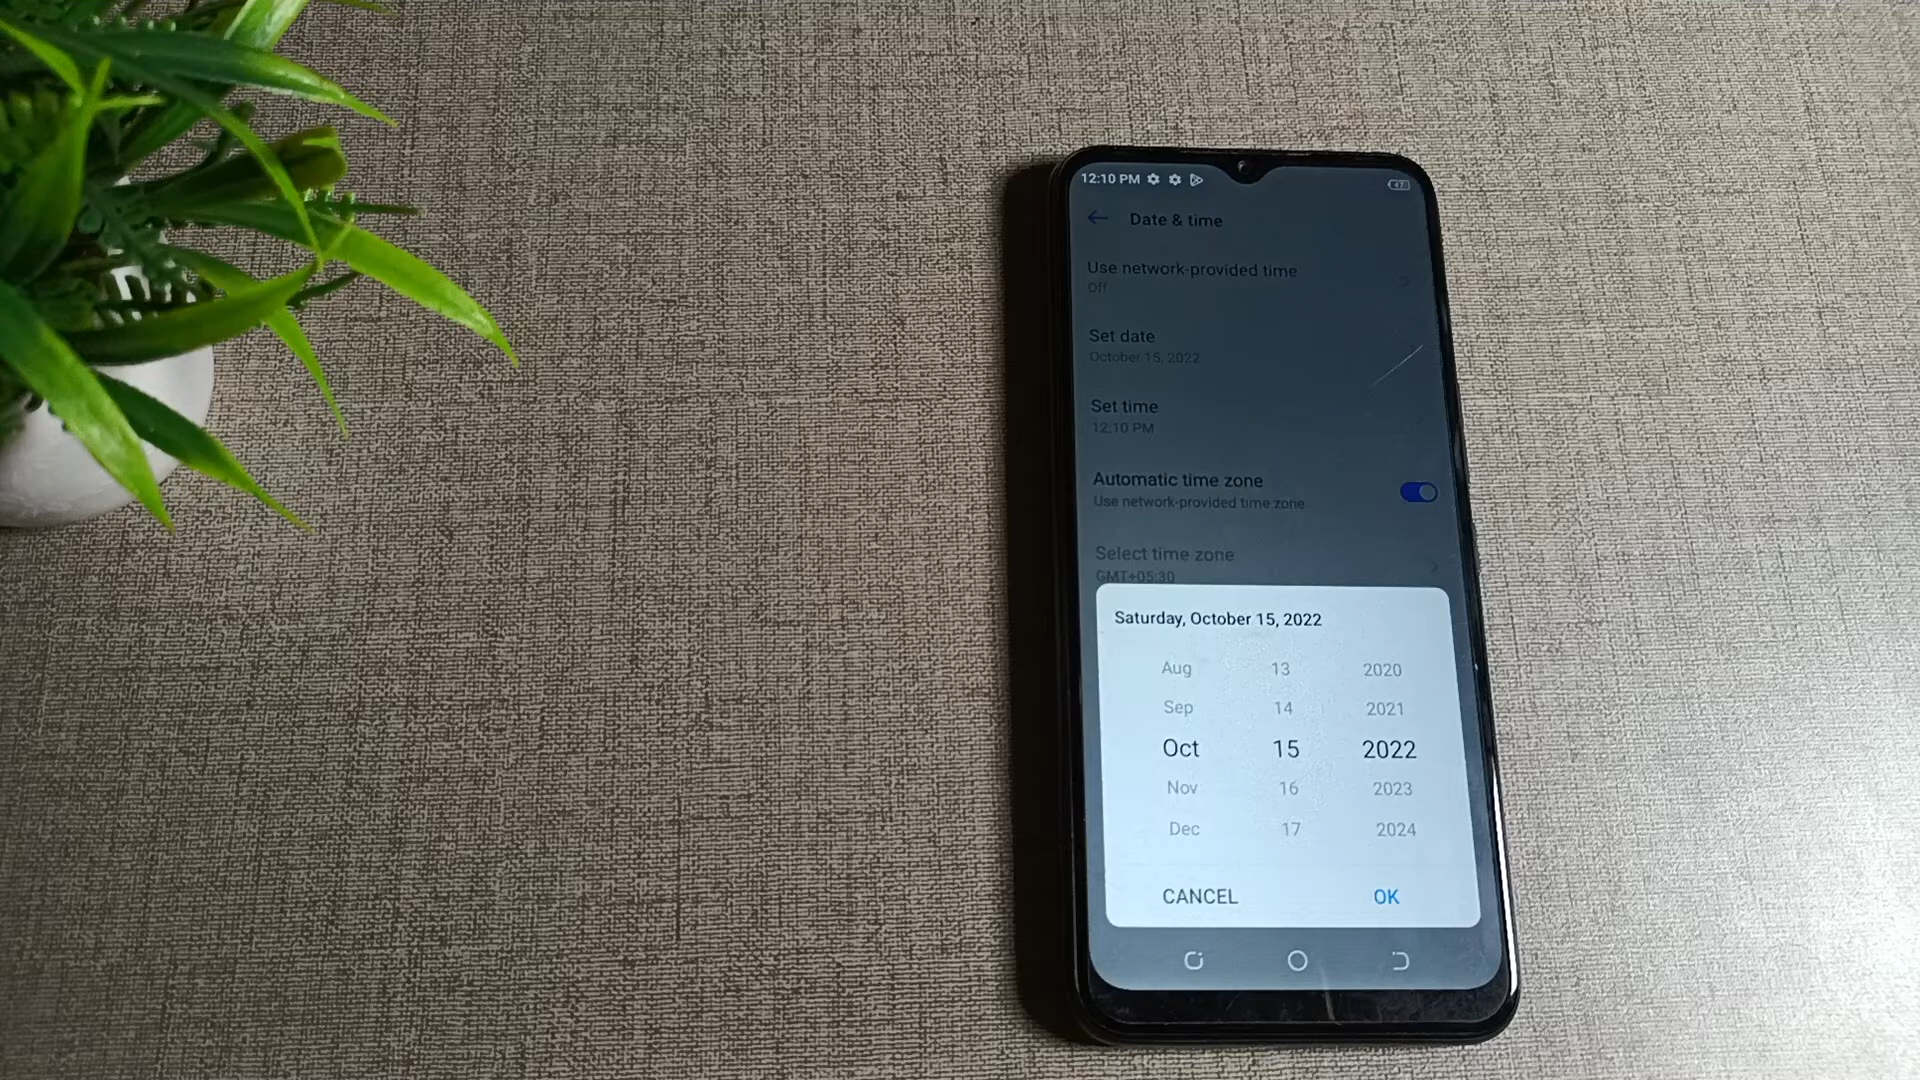 12:10 PM
47
Date & time
Use network-provided time
Off
Set date
October 15, 2022
Set time
12:10 PM
Automatic time zone
Use network-provided time zone
Select time zone
GMT+05:30
Saturday, October 15, 2022
Aug 13 2020
Sep 14 2021
Oct 15 2022
Nov 16 2023
Dec 17 2024
CANCEL OK